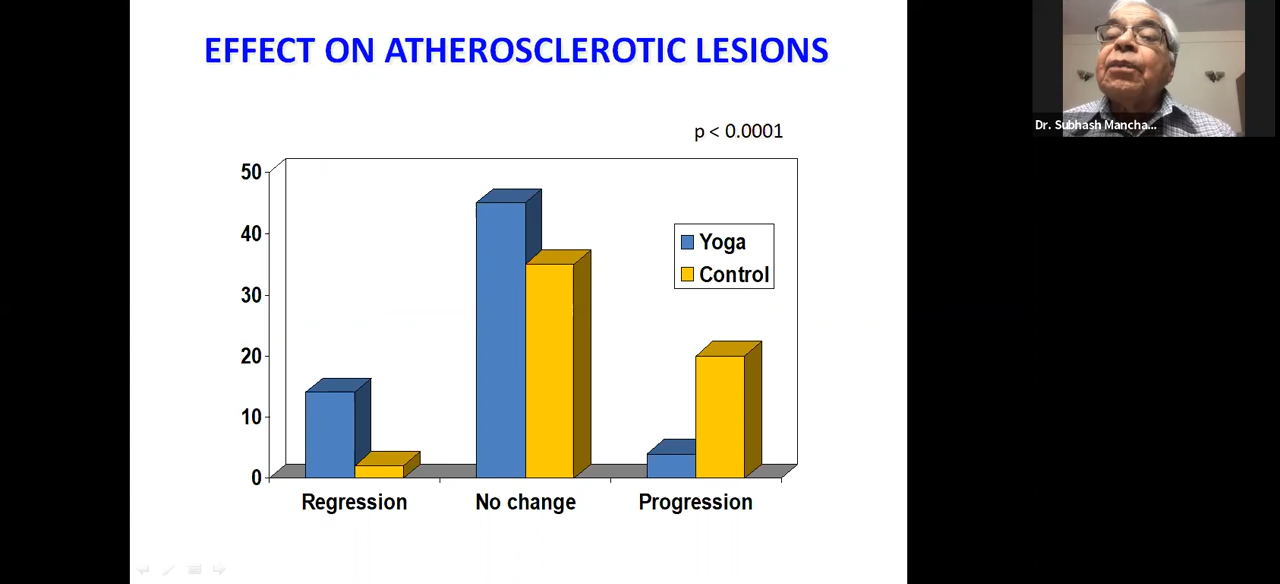 EFFECT ON ATHEROSCLEROTIC LESIONS
Dr. Subhash Mancha...
p < 0.0001
50
40
30
20
10
0
Yoga
Control
Regression No change Progression